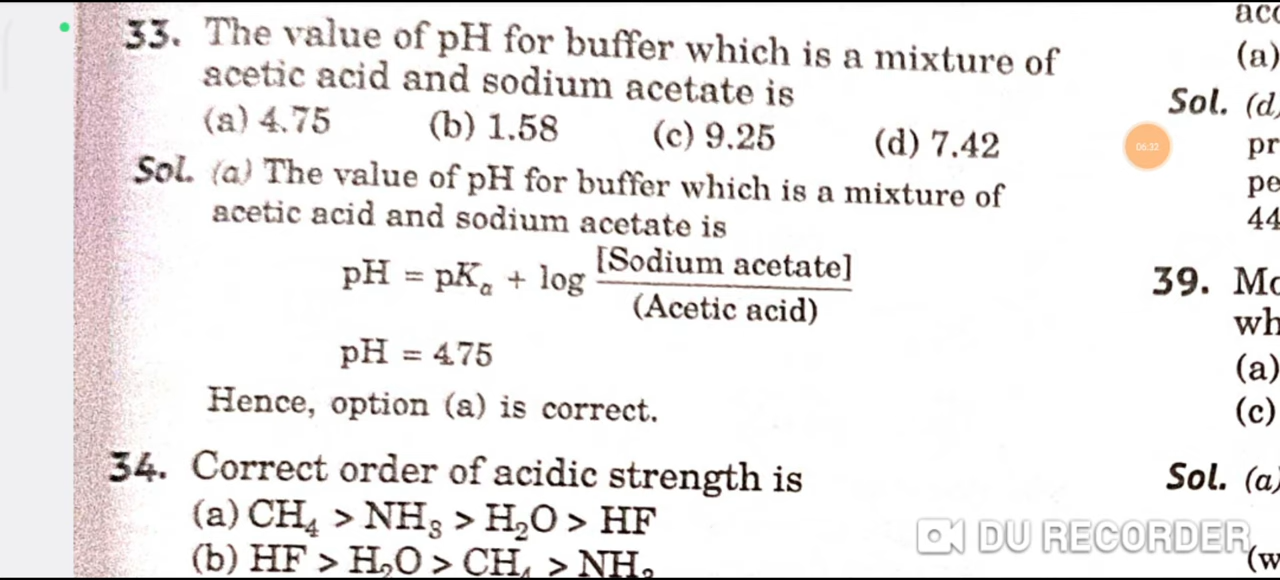 33. The value of pH for buffer which is a mixture of
acetic acid and sodium acetate is
(a) 4.75 (b) 1.58 (c) 9.25 (d) 7.42
Sol. (a) The value of pH for buffer which is a mixture of
acetic acid and sodium acetate is
pH = pKₐ + log [Sodium acetate]
(Acetic acid)
pH = 4.75
Hence, option (a) is correct.
34. Correct order of acidic strength is
(a) CH₄ > NH₃ > H₂O > HF
(b) HF > H₂O > CH₄ > NH₃
(a)
Sol. (d)
06:32
pr
pe
44
39.
wh
(a)
(c)
Sol. (a)
DU RECORDER
(w